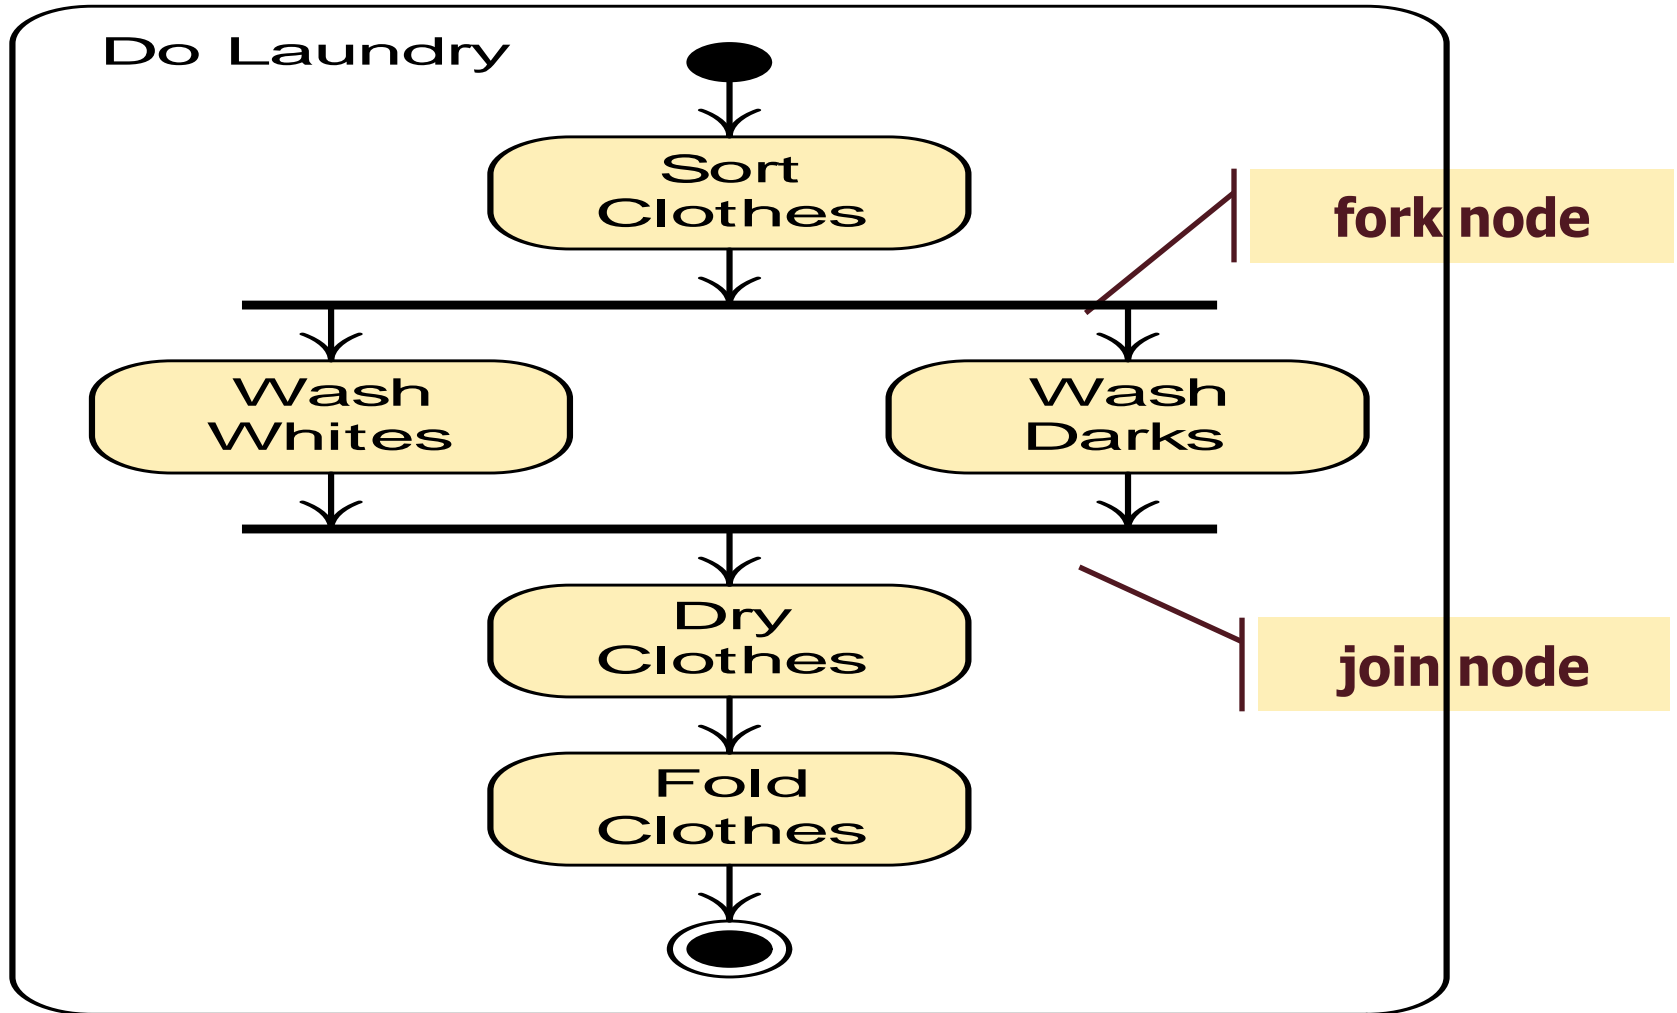 Do Laundry
Sort
Clothes
fork node
Wash
Whites
Wash
Darks
Dry
Clothes
join node
Fold
Clothes